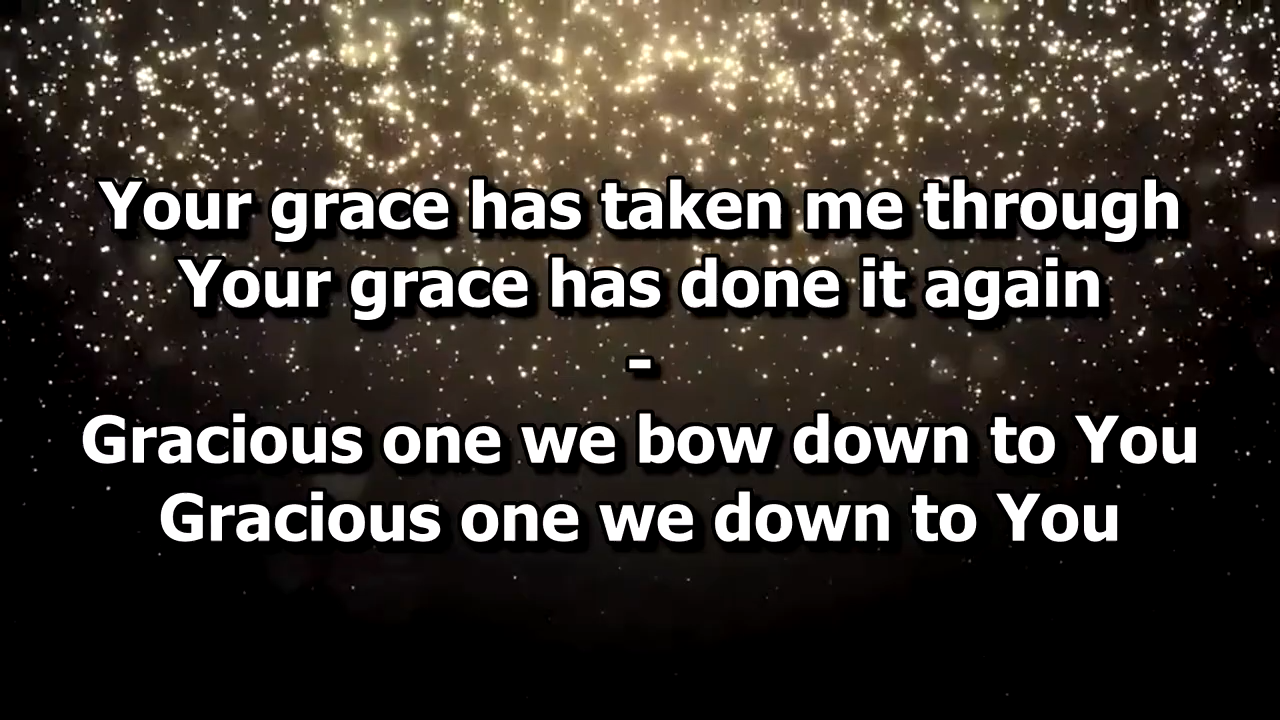 Your grace has taken me through
Your grace has done it again
-
Gracious one we bow down to You
Gracious one we down to You